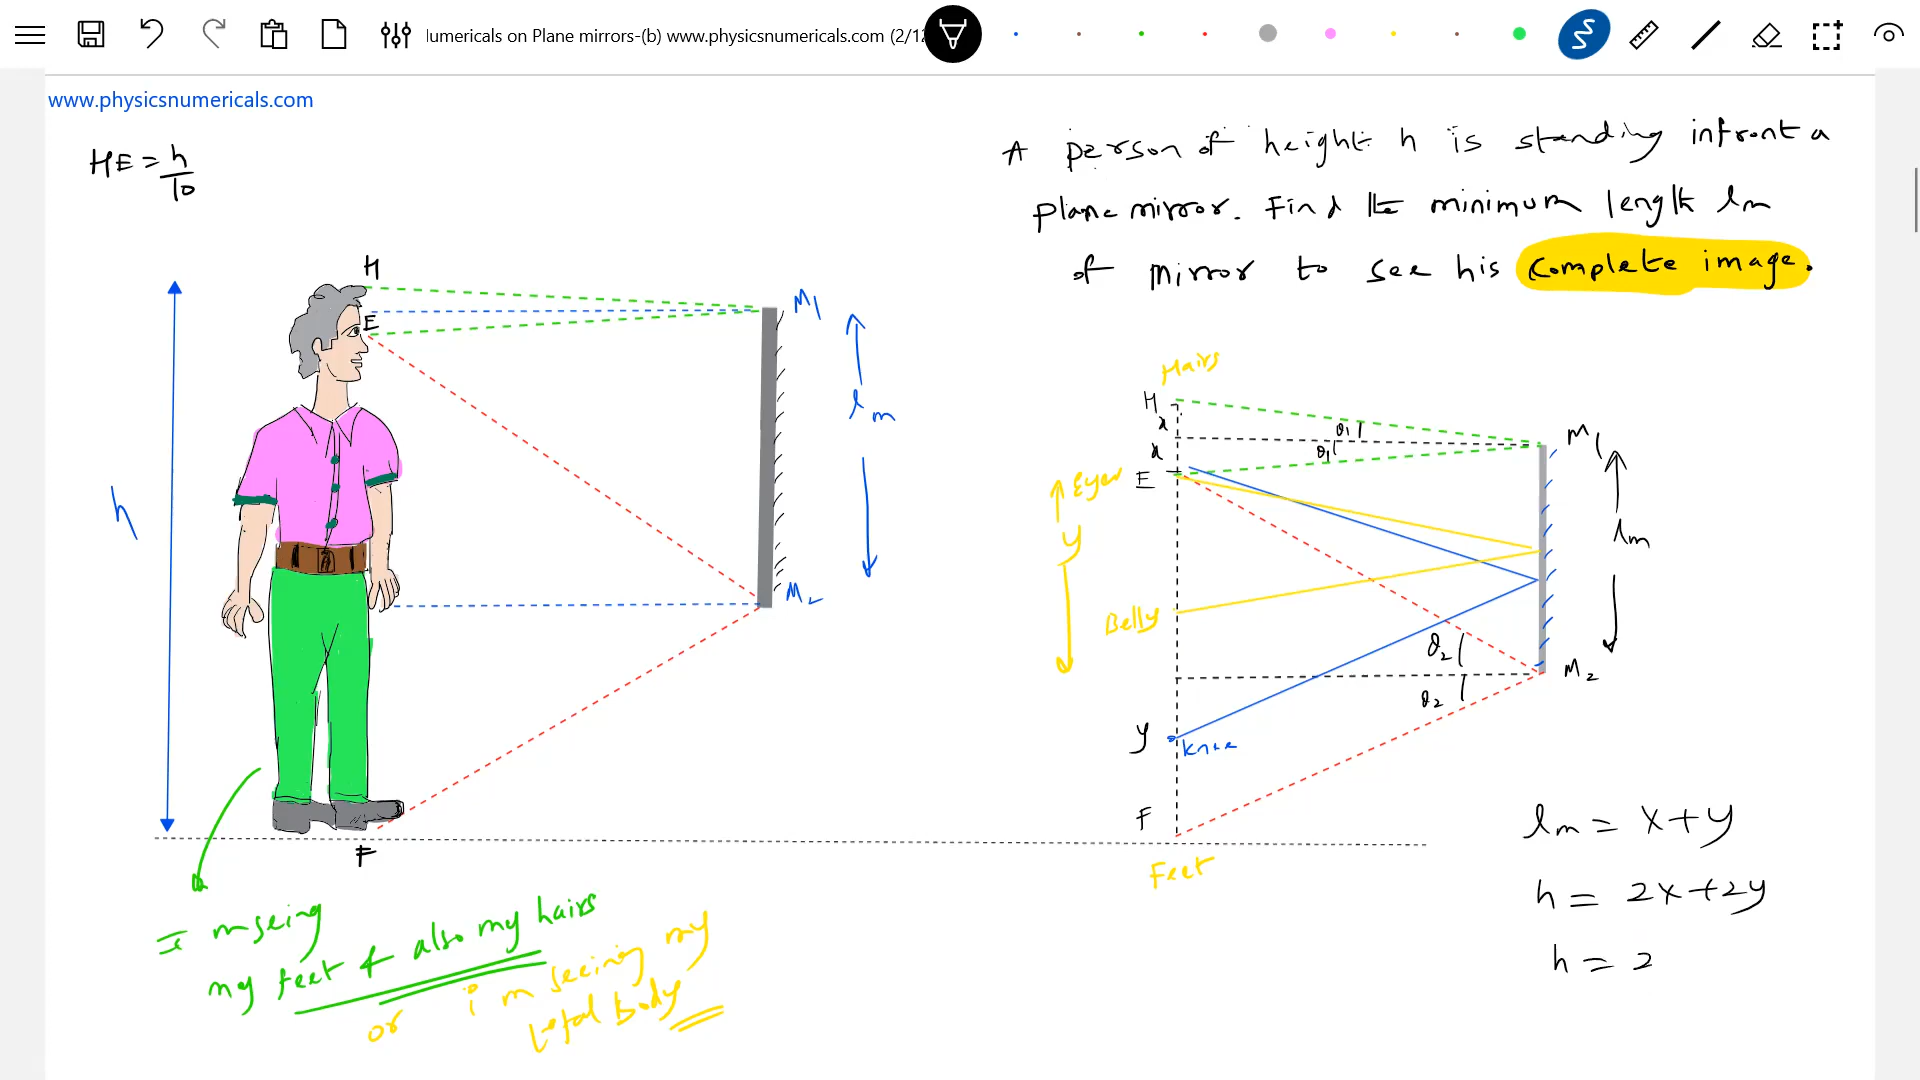 lumericals on Plane mirrors-(b) www.physicsnumericals.com (2/12
www.physicsnumericals.com
HE = h/10
A person of height h is standing infront a
plane mirror. Find the minimum length lm
of mirror to see his complete image.
H
E
M1
lm
M2
h
F
Hairs
H
x
x
E
Eyes
y
Belly
y
Knee
F
Feet
θ1
θ1
θ2
θ2
M1
lm
M2
lm = x+y
h = 2x+2y
h = 2
I m seing
my feet & also my hairs
or i m seeing my
total Body